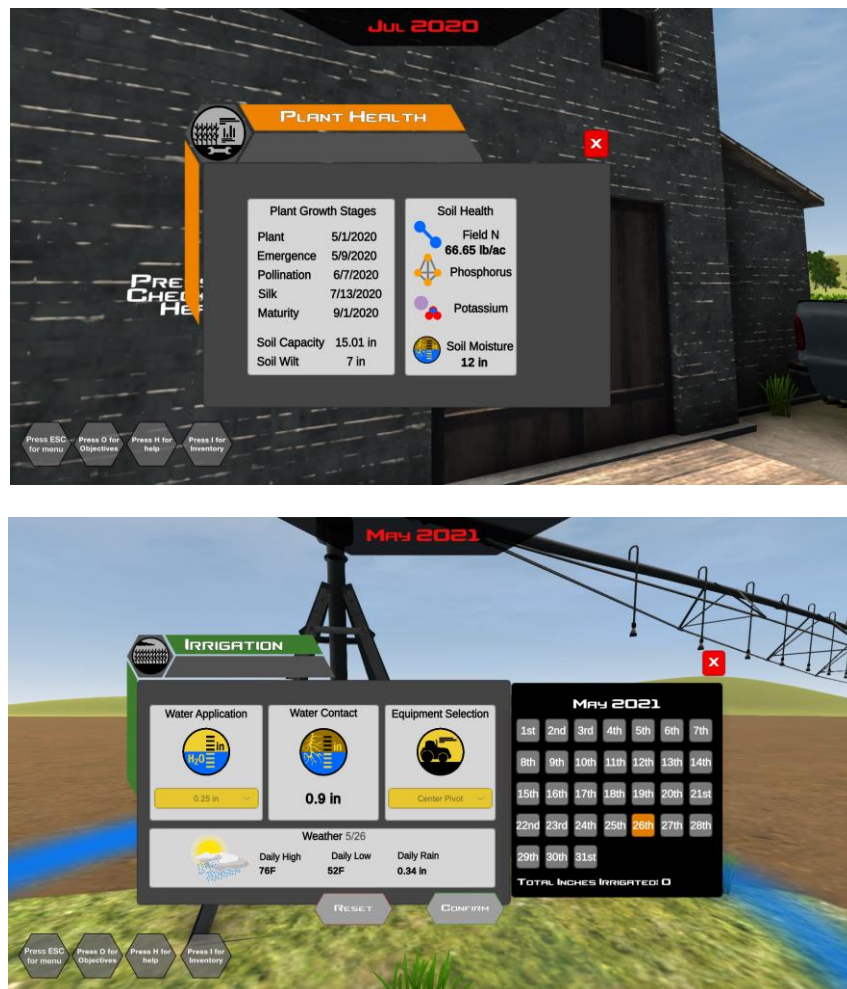 Jul 2020
Plant Health
X
Plant Growth Stages
Plant 5/1/2020
Emergence 5/9/2020
Pollination 6/7/2020
Silk 7/13/2020
Maturity 9/1/2020
Soil Capacity 15.01 in
Soil Wilt 7 in
Soil Health
Field N
66.65 lb/ac
Phosphorus
Potassium
Soil Moisture
12 in
Press ESC
for menu
Press O for
Objectives
Press H for
help
Press I for
Inventory
May 2021
Irrigation
X
Water Application
in
H₂O
0.25 in
Water Contact
in
0.9 in
Equipment Selection
Center Pivot
Weather 5/26
Daily High Daily Low Daily Rain
76F 52F 0.34 in
Reset Confirm
May 2021
1st 2nd 3rd 4th 5th 6th 7th
8th 9th 10th 11th 12th 13th 14th
15th 16th 17th 18th 19th 20th 21st
22nd 23rd 24th 25th 26th 27th 28th
29th 30th 31st
Total Inches Irrigated: 0
Press ESC
for menu
Press O for
Objectives
Press H for
help
Press I for
Inventory